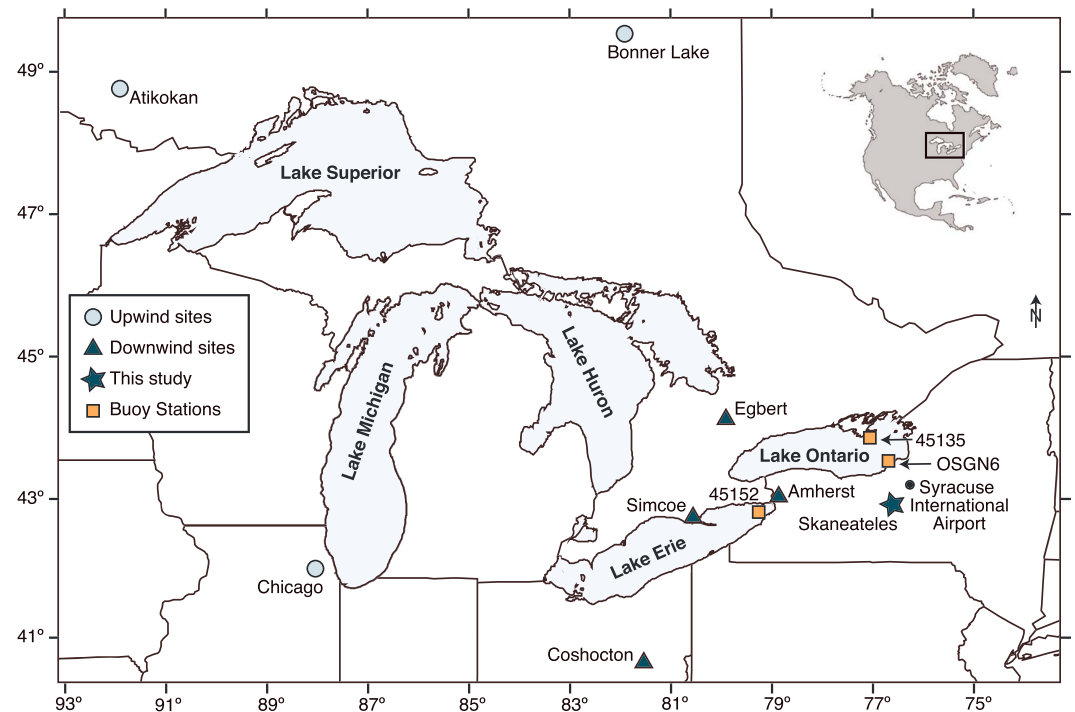 Bonner Lake
49°
Atikokan
Lake Superior
47°
Upwind sites
Downwind sites
This study
Buoy Stations
N
45°
Lake Michigan
Lake Huron
Egbert
45135
Lake Ontario
OSGN6
43°
Simcoe
45152
Amherst
Skaneateles
Syracuse
International
Airport
Lake Erie
Chicago
41°
Coshocton
93°
91°
89°
87°
85°
83°
81°
79°
77°
75°